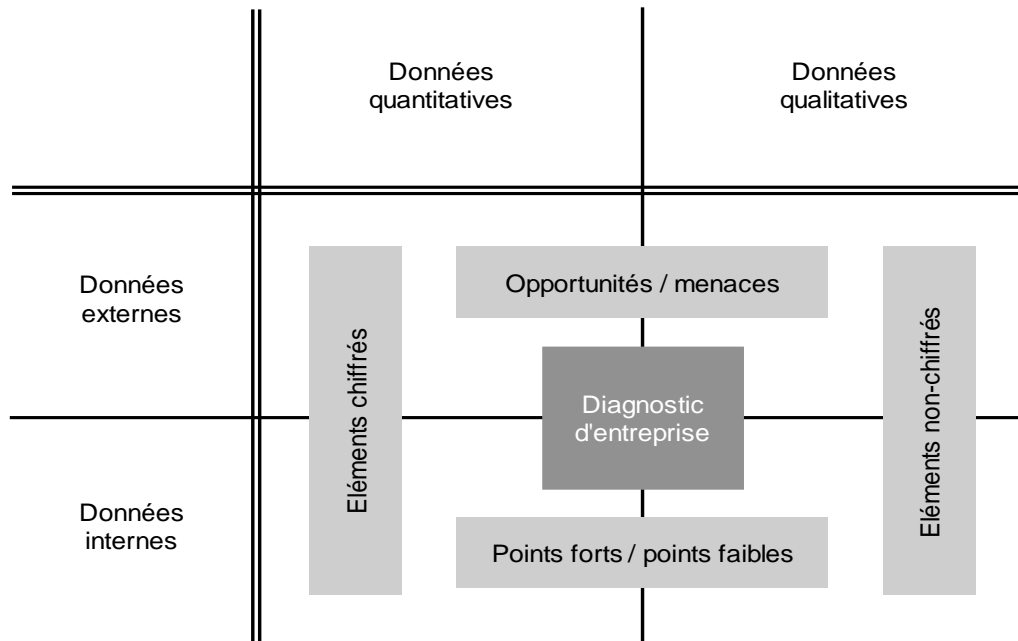 Données
quantitatives
Données
qualitatives
Données
externes
Eléments chiffrés
Opportunités / menaces
Eléments non-chiffrés
Diagnostic
d'entreprise
Données
internes
Points forts / points faibles